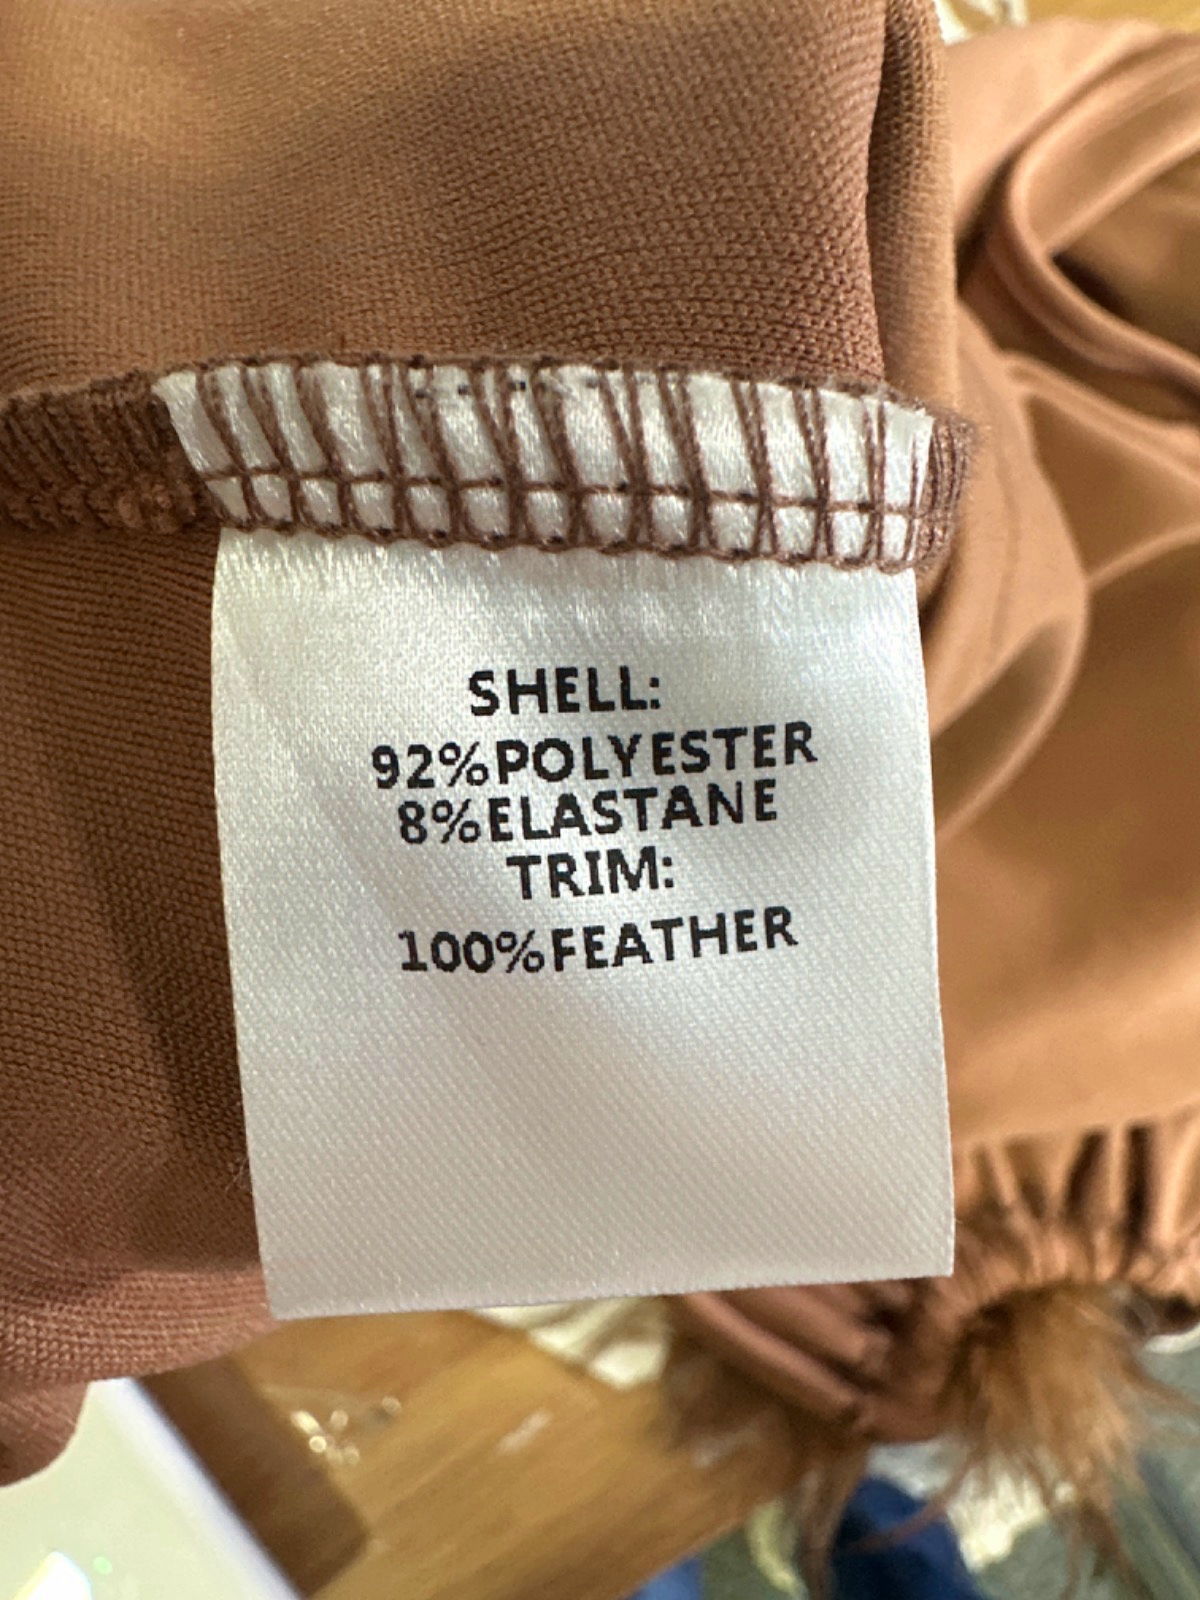 SHELL:
92%POLYESTER
8%ELASTANE
TRIM:
100%FEATHER